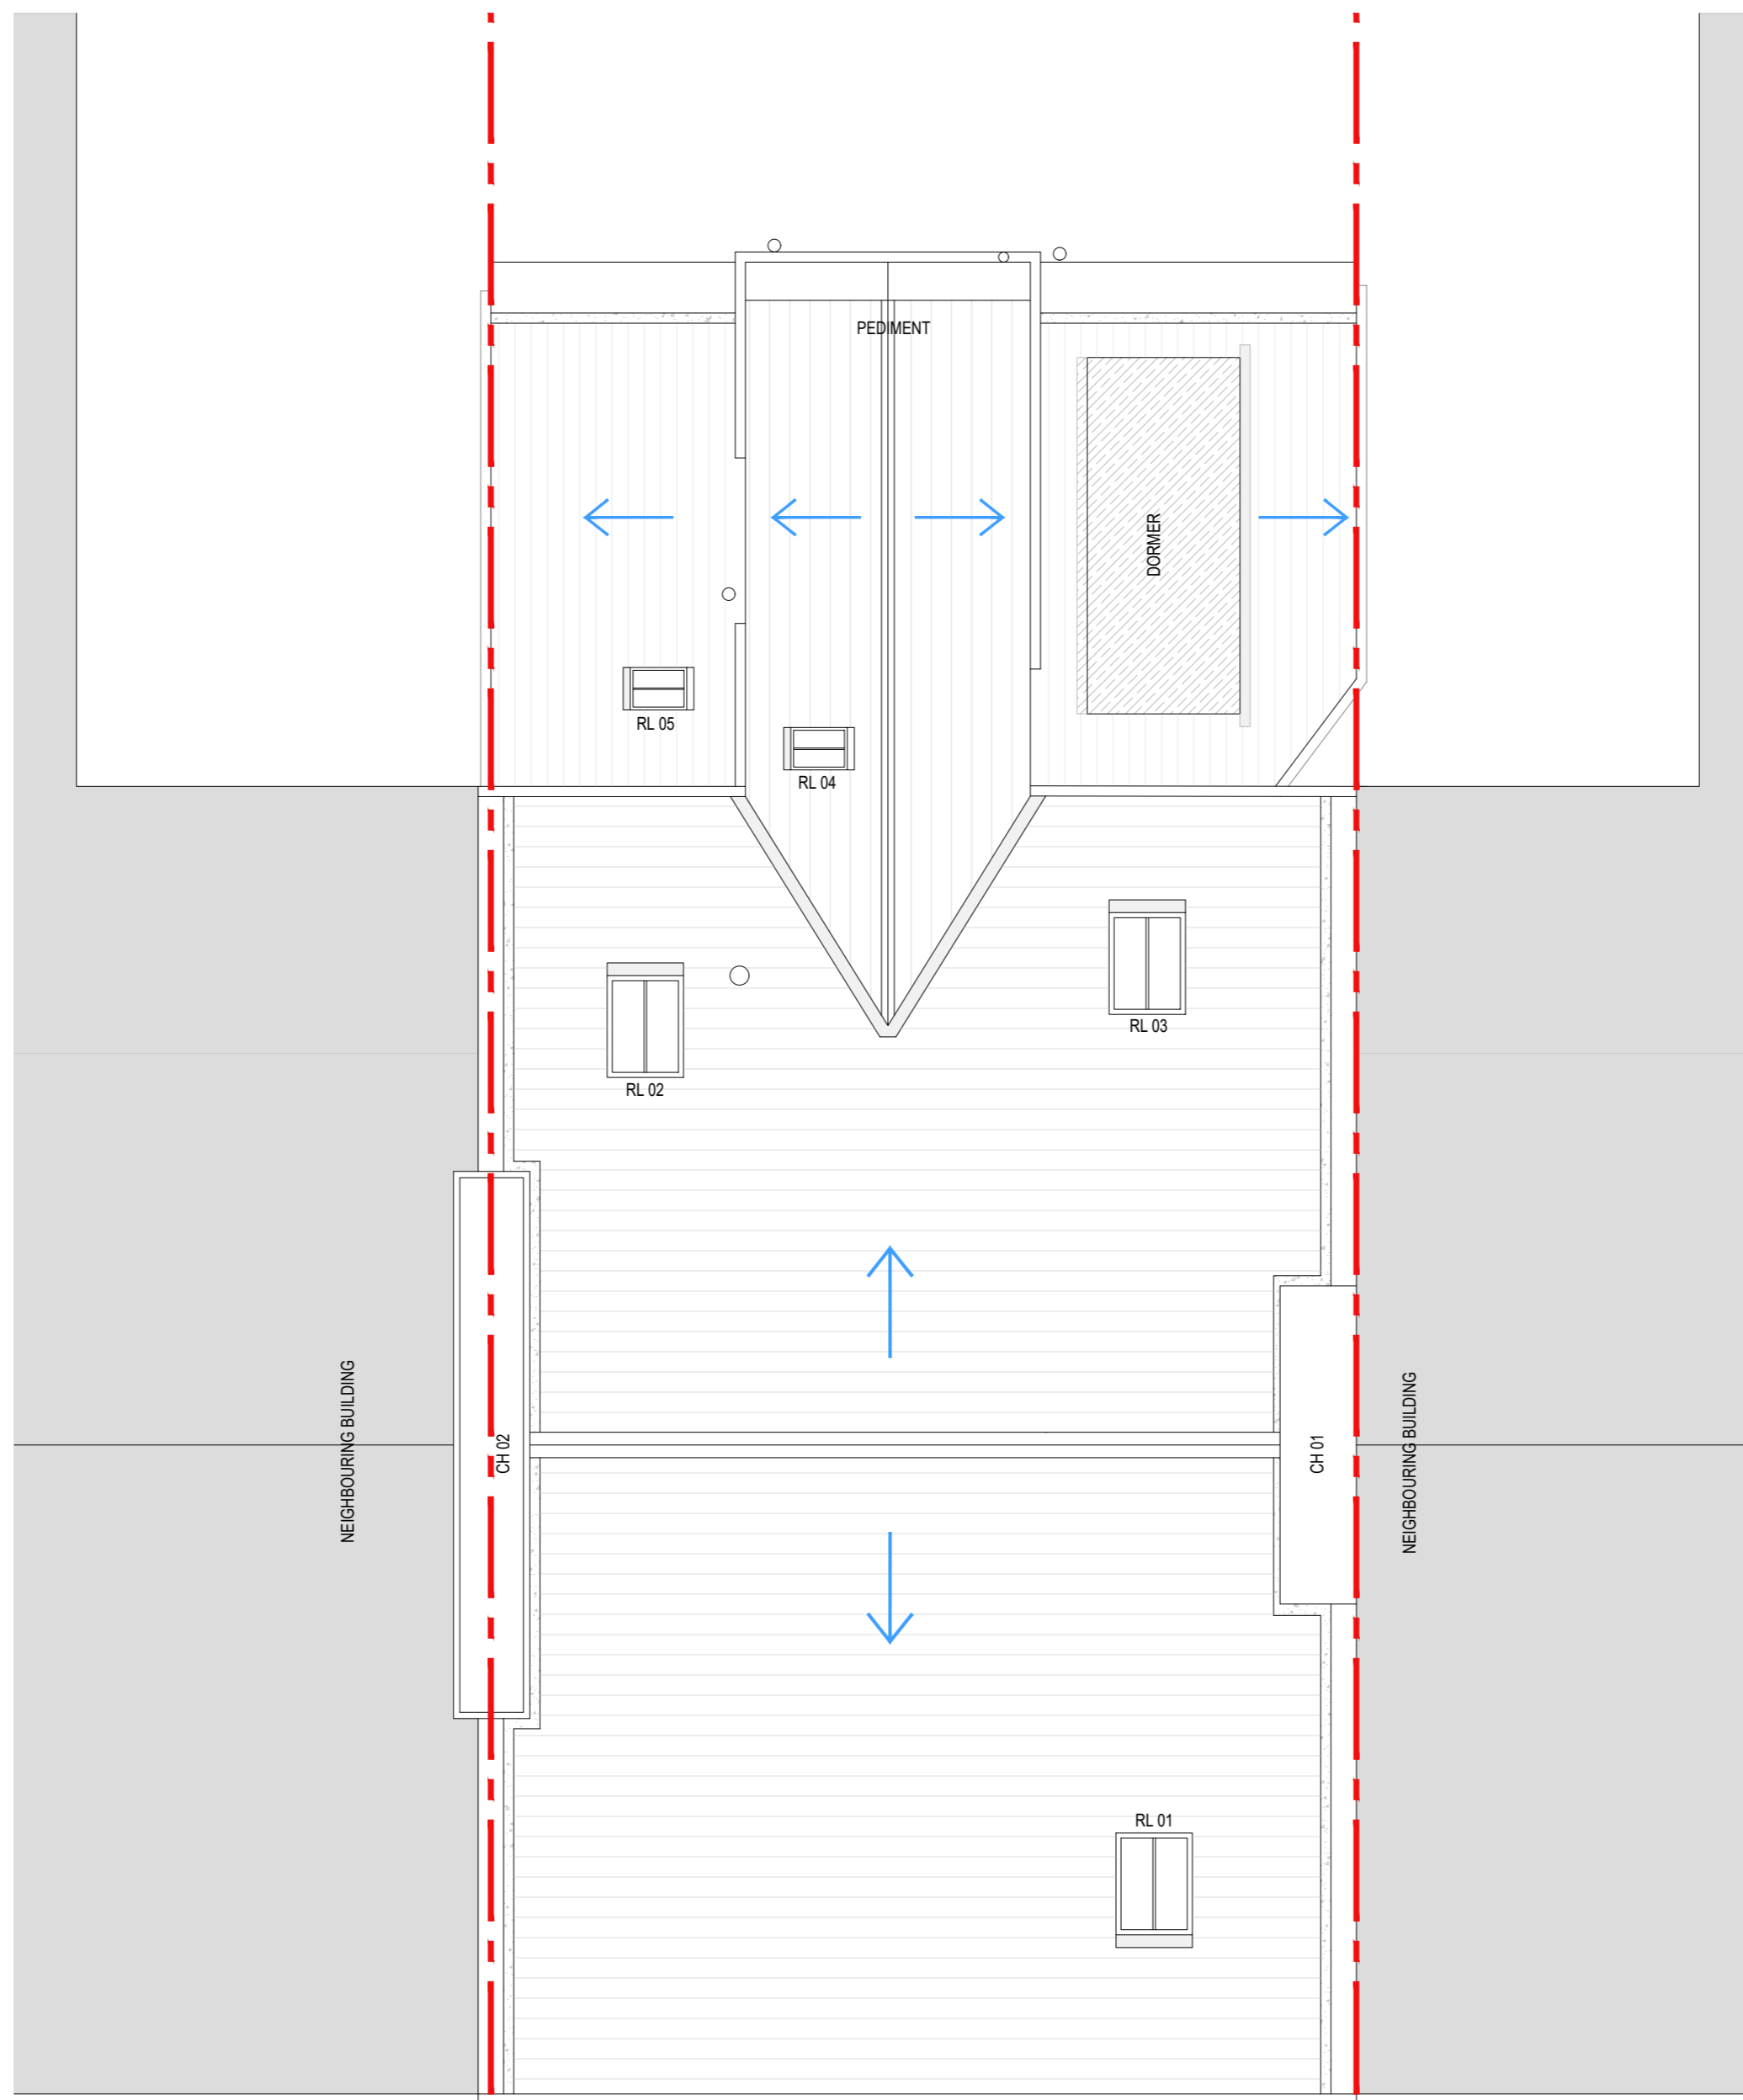 PEDIMENT
DORMER
RL 05
RL 04
RL 03
RL 02
NEIGHBOURING BUILDING
CH 02
CH 01
NEIGHBOURING BUILDING
RL 01